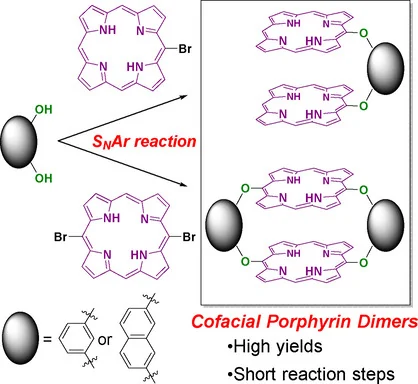 NH N
N HN
Br
OH
OH
S_NAr reaction
Br
NH N
N HN
Br
= or
NH N
N HN
O
NH N
N HN
O
O
NH N
N HN
O
O
NH N
N HN
O
Cofacial Porphyrin Dimers
•High yields
•Short reaction steps